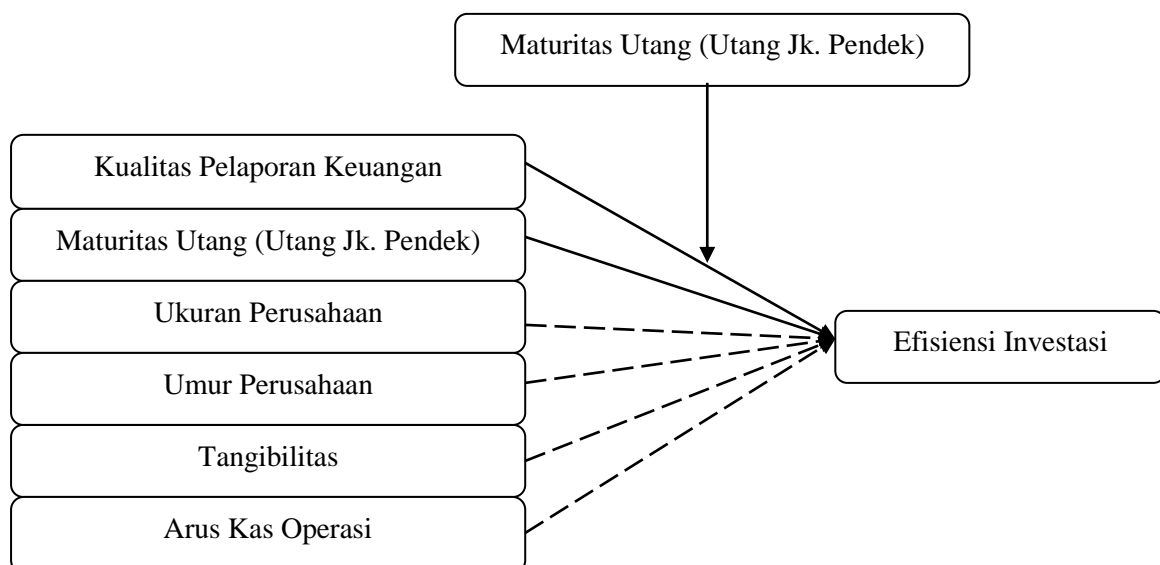 Maturitas Utang (Utang Jk. Pendek)
Kualitas Pelaporan Keuangan
Maturitas Utang (Utang Jk. Pendek)
Ukuran Perusahaan
Umur Perusahaan
Tangibilitas
Arus Kas Operasi
Efisiensi Investasi